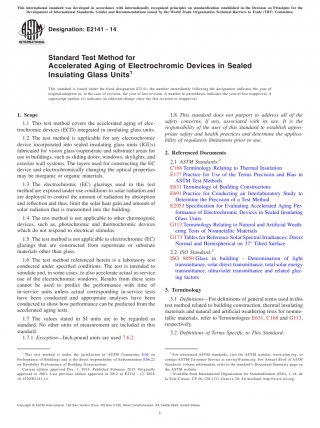 This international standard was developed in accordance with internationally recognized principles on standardization established in the Decision on Principles for the
Development of International Standards, Guides and Recommendations issued by the World Trade Organization Technical Barriers to Trade (TBT) Committee.
Designation: E2141 − 14
Standard Test Method for
Accelerated Aging of Electrochromic Devices in Sealed
Insulating Glass Units¹
This standard is issued under the fixed designation E2141; the number immediately following the designation indicates the year of
original adoption or, in the case of revision, the year of last revision. A number in parentheses indicates the year of last reapproval. A
superscript epsilon (ε) indicates an editorial change since the last revision or reapproval.
1. Scope
1.1 This test method covers the accelerated aging of elec-
trochromic devices (ECD) integrated in insulating glass units.
1.2 The test method is applicable for any electrochromic
device incorporated into sealed insulating glass units (IGUs)
fabricated for vision glass (superstrate and substrate) areas for
use in buildings, such as sliding doors, windows, skylights, and
exterior wall systems. The layers used for constructing the EC
device and electrochromically changing the optical properties
may be inorganic or organic materials.
1.3 The electrochromic (EC) glazings used in this test
method are exposed under use conditions to solar radiation and
are deployed to control the amount of radiation by absorption
and reflection and thus, limit the solar heat gain and amount of
solar radiation that is transmitted into the building.
1.4 The test method is not applicable to other chromogenic
devices, such as, photochromic and thermochromic devices
which do not respond to electrical stimulus.
1.5 The test method is not applicable to electrochromic (EC)
glazings that are constructed from superstrate or substrate
materials other than glass.
1.6 The test method referenced herein is a laboratory test
conducted under specified conditions. The test is intended to
simulate and, in some cases, to also accelerate actual in-service
use of the electrochromic windows. Results from these tests
cannot be used to predict the performance with time of
in-service units unless actual corresponding in-service tests
have been conducted and appropriate analyses have been
conducted to show how performance can be predicted from the
accelerated aging tests.
1.7 The values stated in SI units are to be regarded as
standard. No other units of measurement are included in this
standard.
1.7.1 Exception—Inch-pound units are used 7.6.2.
1.8 This standard does not purport to address all of the
safety concerns, if any, associated with its use. It is the
responsibility of the user of this standard to establish appro-
priate safety and health practices and determine the applica-
bility of regulatory limitations prior to use.
2. Referenced Documents
2.1 ASTM Standards:²
C168 Terminology Relating to Thermal Insulation
E177 Practice for Use of the Terms Precision and Bias in
ASTM Test Methods
E631 Terminology of Building Constructions
E691 Practice for Conducting an Interlaboratory Study to
Determine the Precision of a Test Method
E2953 Specification for Evaluating Accelerated Aging Per-
formance of Electrochromic Devices in Sealed Insulating
Glass Units
G113 Terminology Relating to Natural and Artificial Weath-
ering Tests of Nonmetallic Materials
G173 Tables for Reference Solar Spectral Irradiances: Direct
Normal and Hemispherical on 37° Tilted Surface
2.2 ISO Standard:³
ISO 9050 Glass in building – Determination of light
transmittance, solar direct transmittance, total solar energy
transmittance, ultraviolet transmittance and related glaz-
ing factors
3. Terminology
3.1 Definitions—For definitions of general terms used in this
test method related to building construction, thermal insulating
materials and natural and artificial weathering tests for nonme-
tallic materials, refer to Terminologies E631, C168 and G113,
respectively.
3.2 Definitions of Terms Specific to This Standard:
¹ This test method is under the jurisdiction of ASTM Committee E06 on
Performance of Buildings and is the direct responsibility of Subcommittee E06.22
on Durability Performance of Building Constructions.
Current edition approved Dec. 1, 2014. Published February 2015. Originally
approved in 2001. Last previous edition approved in 2012 as E2141 – 12. DOI:
10.1520/E2141-14.
² For referenced ASTM standards, visit the ASTM website, www.astm.org, or
contact ASTM Customer Service at service@astm.org. For Annual Book of ASTM
Standards volume information, refer to the standard's Document Summary page on
the ASTM website.
³ Available from International Organization for Standardization (ISO), 1, ch. de
la Voie-Creuse, CP 56, CH-1211 Geneva 20, Switzerland, http://www.iso.org.
Copyright © ASTM International, 100 Barr Harbor Drive, PO Box C700, West Conshohocken, PA 19428-2959. United States
1